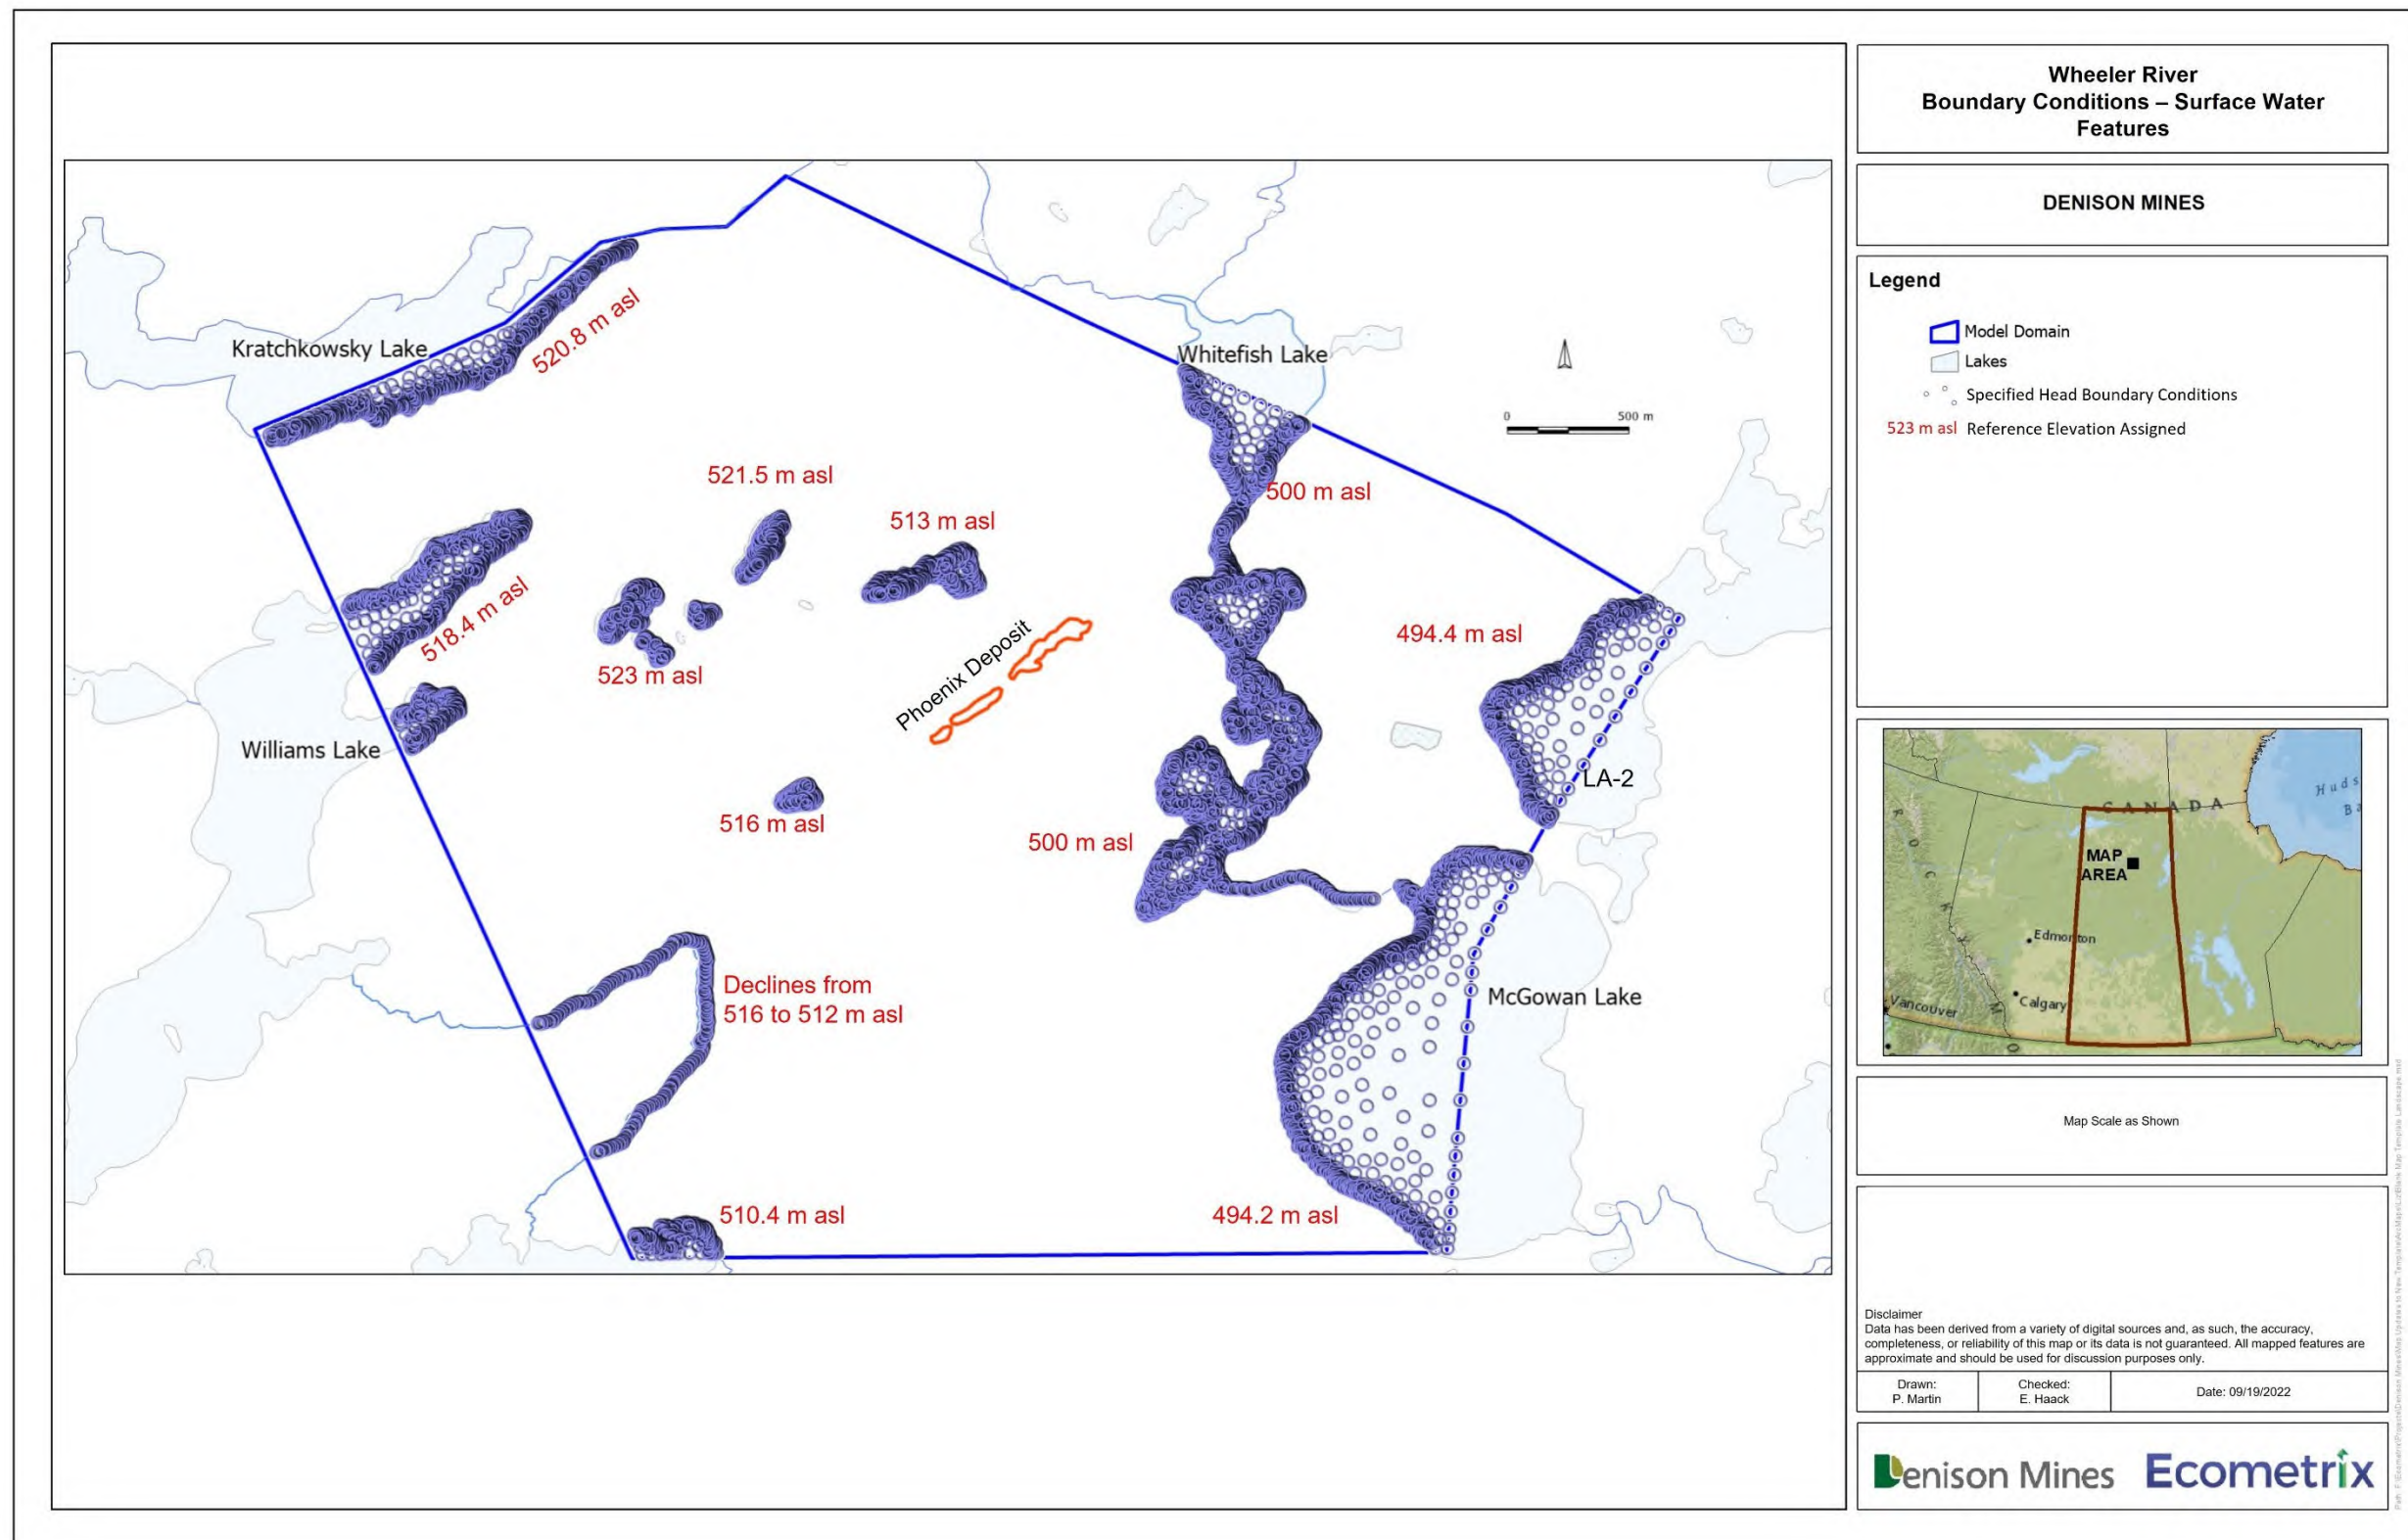 Wheeler River
Boundary Conditions – Surface Water
Features
DENISON MINES
Legend
Model Domain
Lakes
Specified Head Boundary Conditions
523 m asl Reference Elevation Assigned
Kratchkowsky Lake
520.8 m asl
Whitefish Lake
0 500 m
521.5 m asl
500 m asl
513 m asl
518.4 m asl
523 m asl
Phoenix Deposit
494.4 m asl
Williams Lake
LA-2
516 m asl
500 m asl
Declines from
516 to 512 m asl
McGowan Lake
510.4 m asl
494.2 m asl
CANADA
Huds
Ba
ROCKY MO
MAP
AREA
Edmonton
Calgary
Vancouver
Map Scale as Shown
Disclaimer
Data has been derived from a variety of digital sources and, as such, the accuracy,
completeness, or reliability of this map or its data is not guaranteed. All mapped features are
approximate and should be used for discussion purposes only.
Drawn:
P. Martin
Checked:
E. Haack
Date: 09/19/2022
Denison Mines
Ecometrix